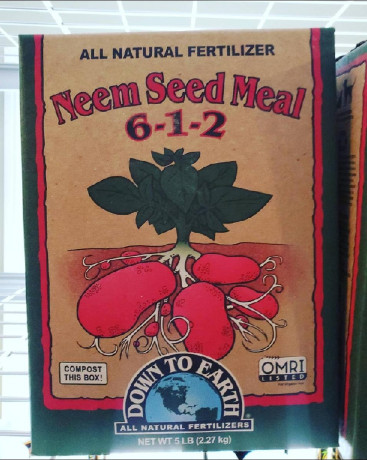 ALL NATURAL FERTILIZER
Neem Seed Meal
6-1-2
COMPOST
THIS BOX!
OMRI
LISTED
DOWN TO EARTH
ALL NATURAL FERTILIZERS
NET WT 5 LB (2.27 kg)